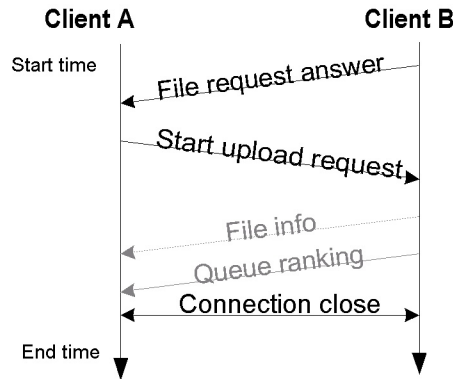 Client A
Client B
Start time
File request answer
Start upload request
File info
Queue ranking
Connection close
End time